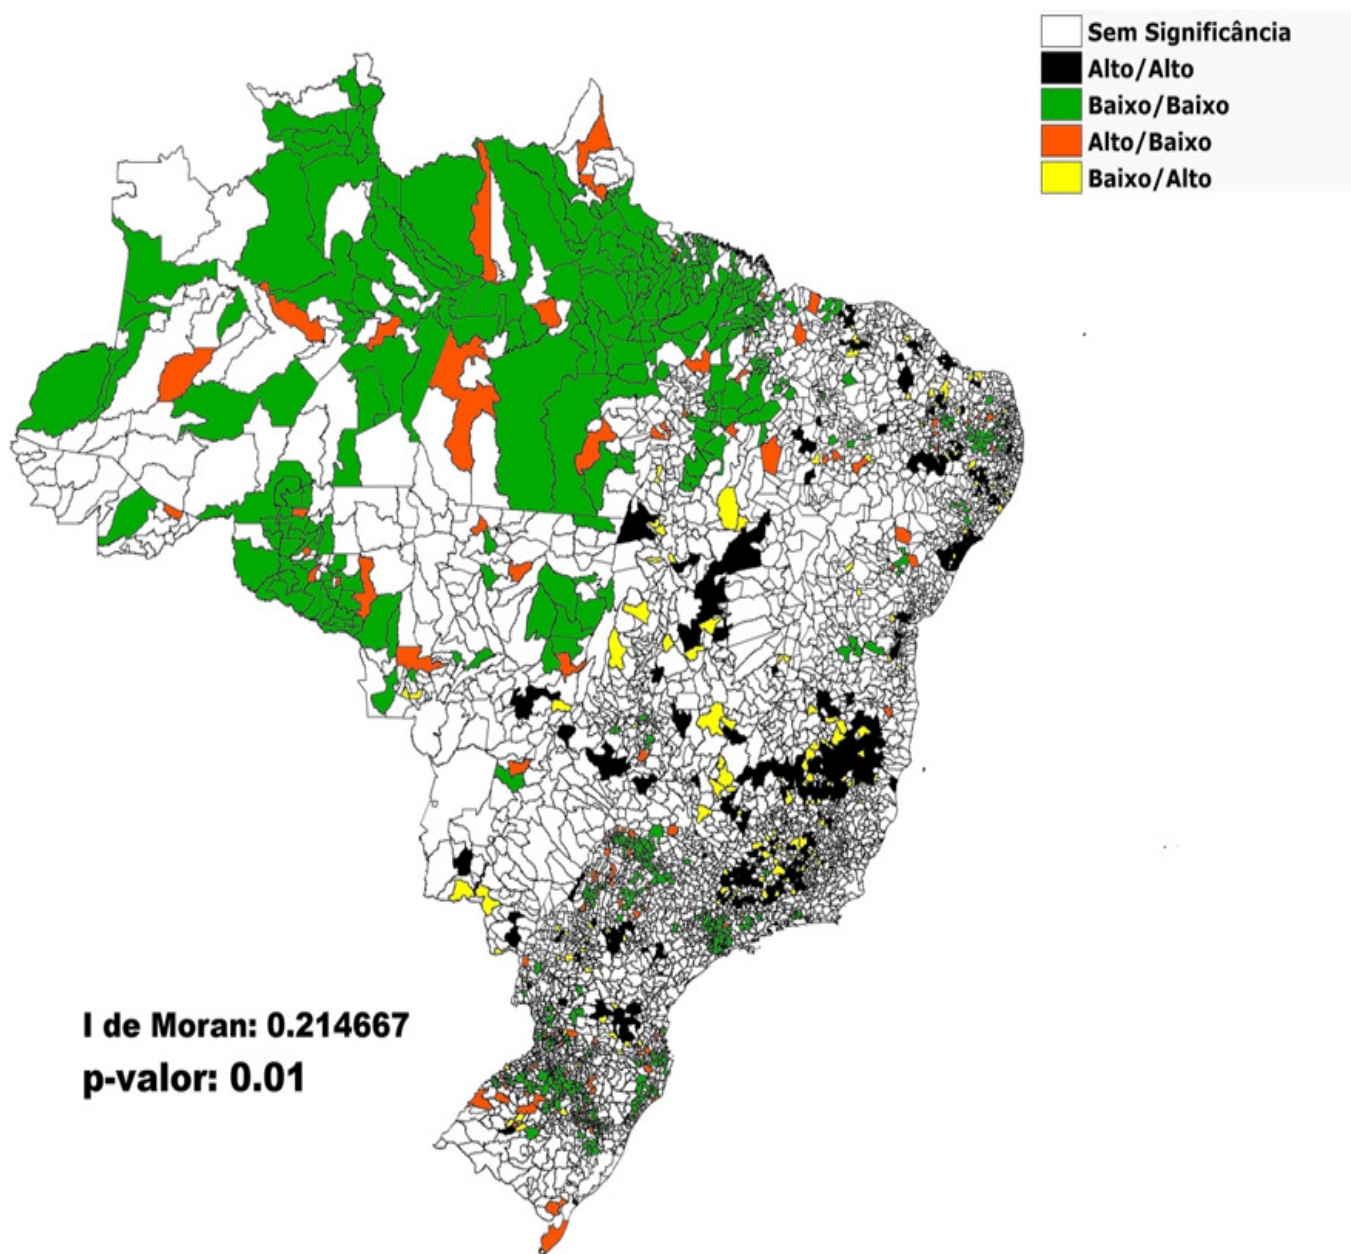 Sem Significância
Alto/Alto
Baixo/Baixo
Alto/Baixo
Baixo/Alto
I de Moran: 0.214667
p-valor: 0.01